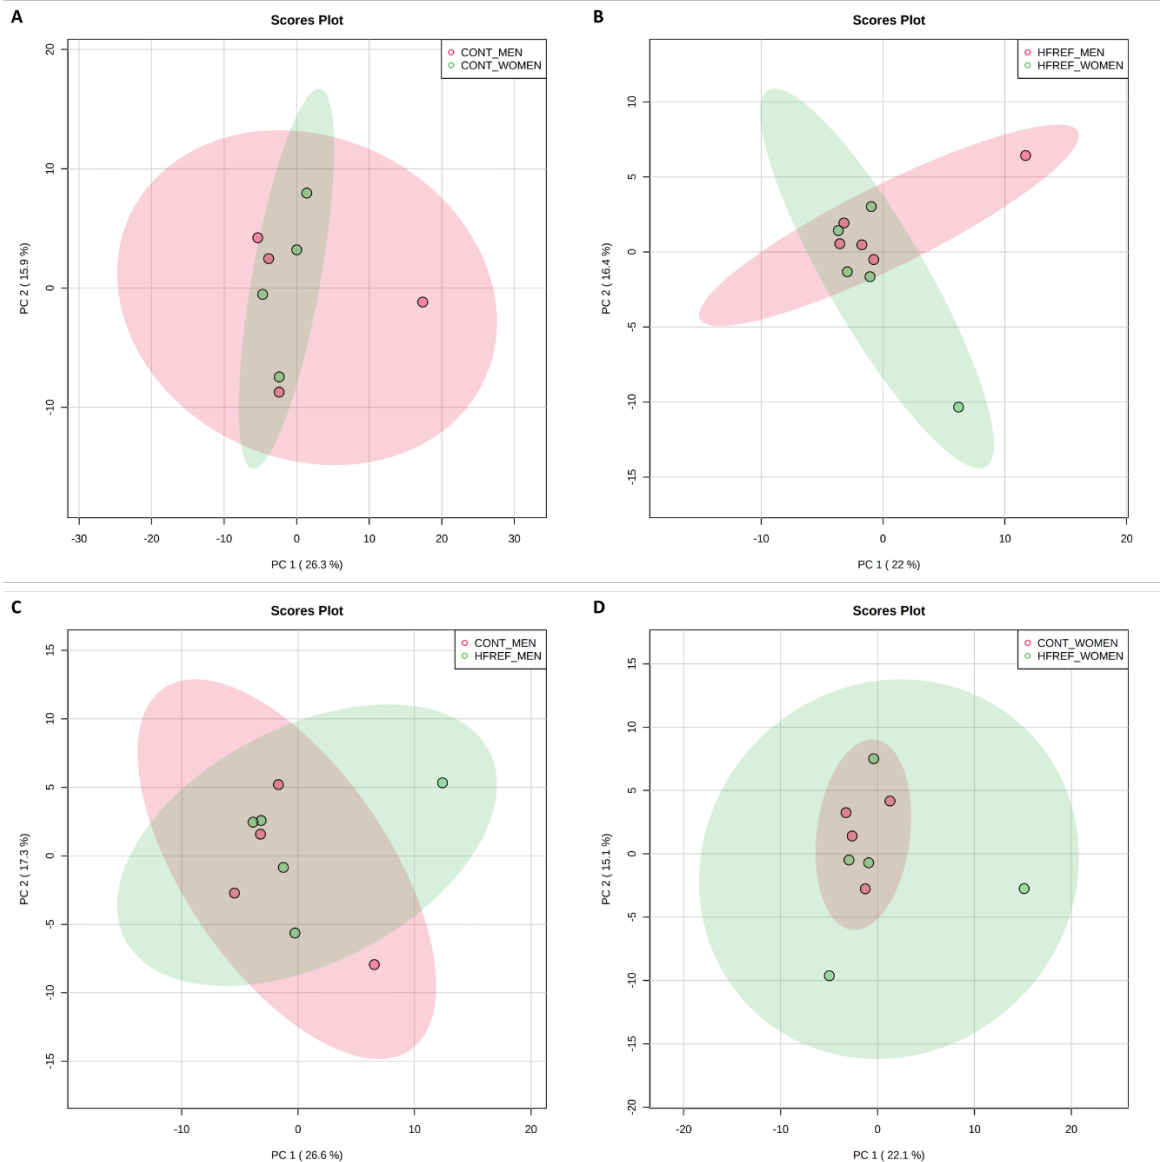 A
Scores Plot
CONT_MEN
CONT_WOMEN
20
10
0
-10
PC 2 ( 15.9 %)
-30 -20 -10 0 10 20 30
PC 1 ( 26.3 %)
B
Scores Plot
HFREF_MEN
HFREF_WOMEN
10
5
0
-5
-10
-15
PC 2 ( 16.4 %)
-10 0 10 20
PC 1 ( 22 %)
C
Scores Plot
CONT_MEN
HFREF_MEN
15
10
5
0
-5
-10
-15
PC 2 ( 17.3 %)
-10 0 10 20
PC 1 ( 26.6 %)
D
Scores Plot
CONT_WOMEN
HFREF_WOMEN
15
10
5
0
-5
-10
-15
-20
PC 2 ( 15.1 %)
-20 -10 0 10 20
PC 1 ( 22.1 %)